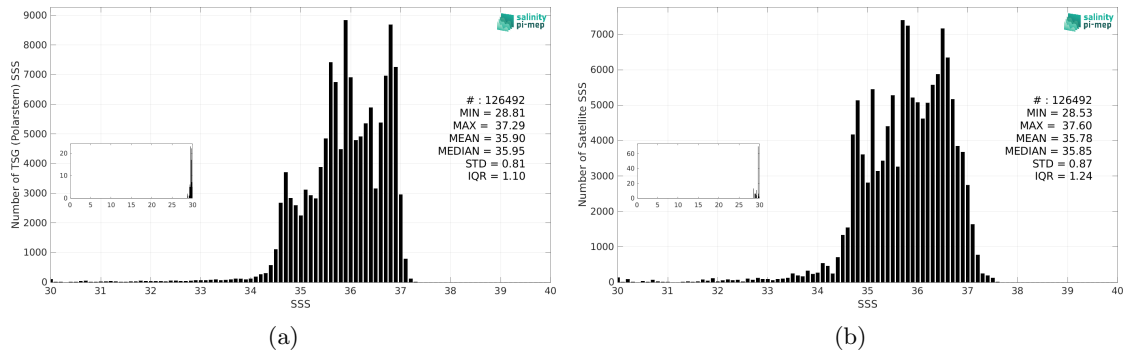 9000
8000
7000
6000
5000
4000
3000
2000
1000
0
Number of TSG (Polarstern) SSS
salinity
pi-mep
# : 126492
MIN = 28.81
MAX = 37.29
MEAN = 35.90
MEDIAN = 35.95
STD = 0.81
IQR = 1.10
20
10
0
0 5 10 15 20 25 30
30 31 32 33 34 35 36 37 38 39 40
SSS
(a)
7000
6000
5000
4000
3000
2000
1000
0
Number of Satellite SSS
salinity
pi-mep
# : 126492
MIN = 28.53
MAX = 37.60
MEAN = 35.78
MEDIAN = 35.85
STD = 0.87
IQR = 1.24
60
40
20
0
0 5 10 15 20 25 30
30 31 32 33 34 35 36 37 38 39 40
SSS
(b)